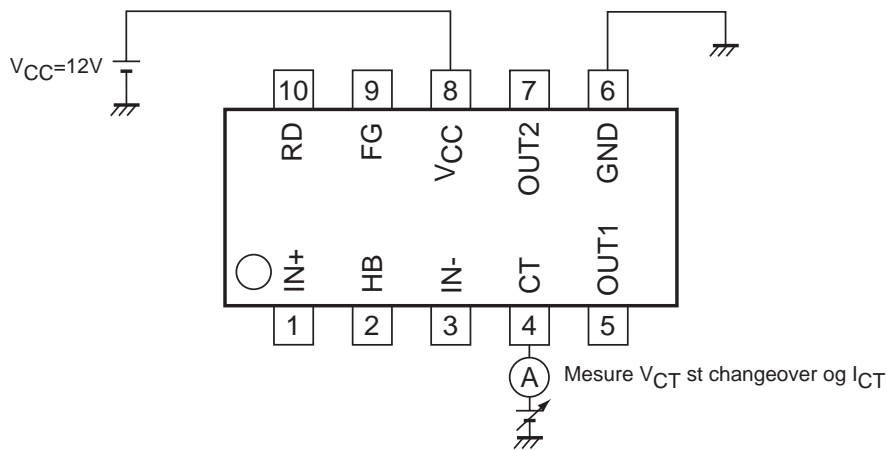 VCC=12V
10 9 8 7 6
RD FG VCC OUT2 GND
IN+ HB IN- CT OUT1
1 2 3 4 5
A Mesure VCT st changeover og ICT